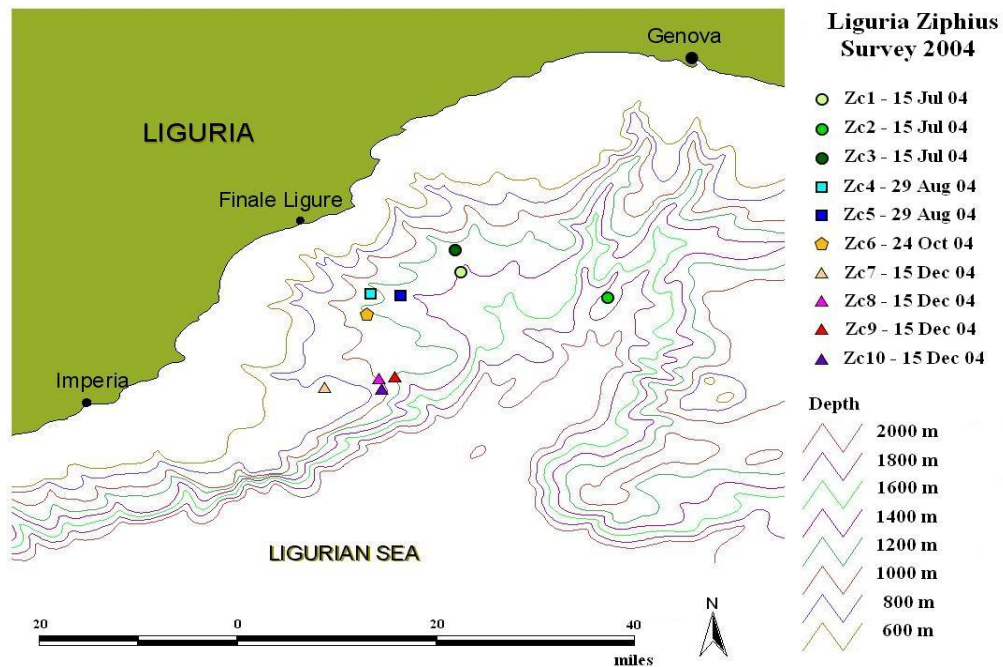 Liguria Ziphius
Survey 2004
Genova
LIGURIA
Finale Ligure
Imperia
LIGURIAN SEA
Zc1 - 15 Jul 04
Zc2 - 15 Jul 04
Zc3 - 15 Jul 04
Zc4 - 29 Aug 04
Zc5 - 29 Aug 04
Zc6 - 24 Oct 04
Zc7 - 15 Dec 04
Zc8 - 15 Dec 04
Zc9 - 15 Dec 04
Zc10 - 15 Dec 04
Depth
2000 m
1800 m
1600 m
1400 m
1200 m
1000 m
800 m
600 m
N
20 0 20 40
miles